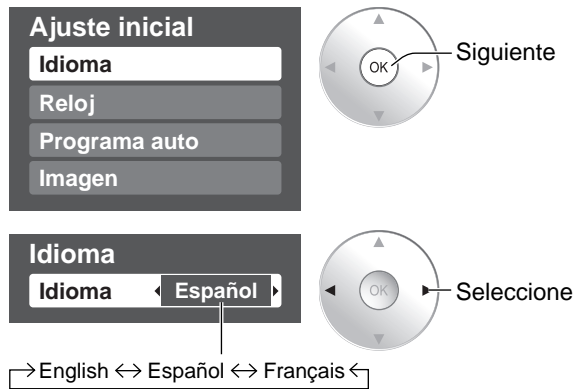 Ajuste inicial
Idioma
Reloj
Programa auto
Imagen
OK
Siguiente
Idioma
Idioma Español
OK
Seleccione
English ↔ Español ↔ Français